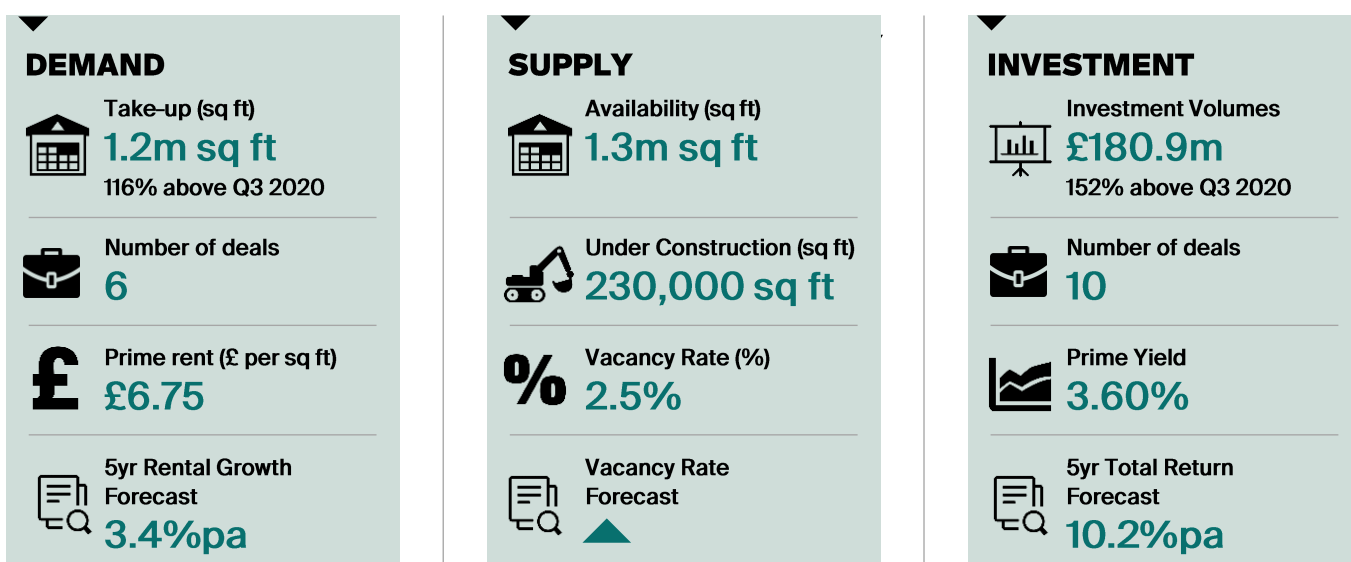 DEMAND
Take-up (sq ft)
1.2m sq ft
116% above Q3 2020
Number of deals
6
£
Prime rent (£ per sq ft)
£6.75
5yr Rental Growth
Forecast
3.4%pa
SUPPLY
Availability (sq ft)
1.3m sq ft
Under Construction (sq ft)
230,000 sq ft
%
Vacancy Rate (%)
2.5%
Vacancy Rate
Forecast
INVESTMENT
Investment Volumes
£180.9m
152% above Q3 2020
Number of deals
10
Prime Yield
3.60%
5yr Total Return
Forecast
10.2%pa